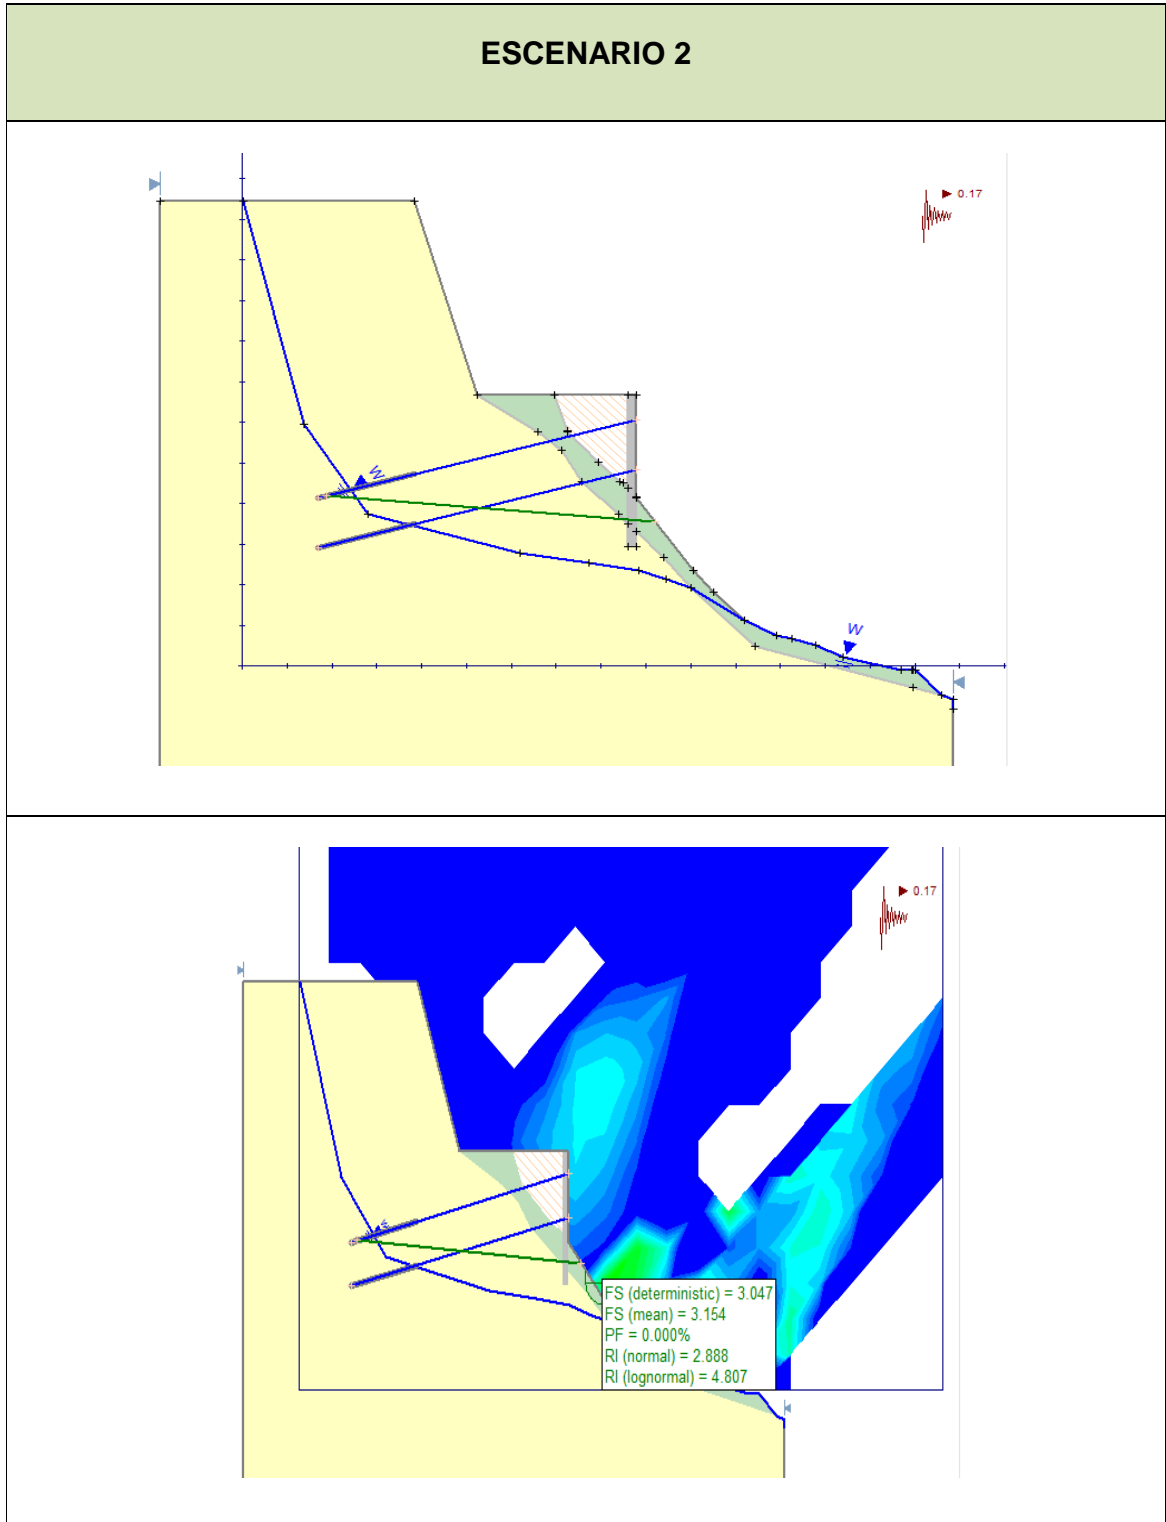 ESCENARIO 2
0.17
W
W
0.17
W
FS (deterministic) = 3.047
FS (mean) = 3.154
PF = 0.000%
RI (normal) = 2.888
RI (lognormal) = 4.807